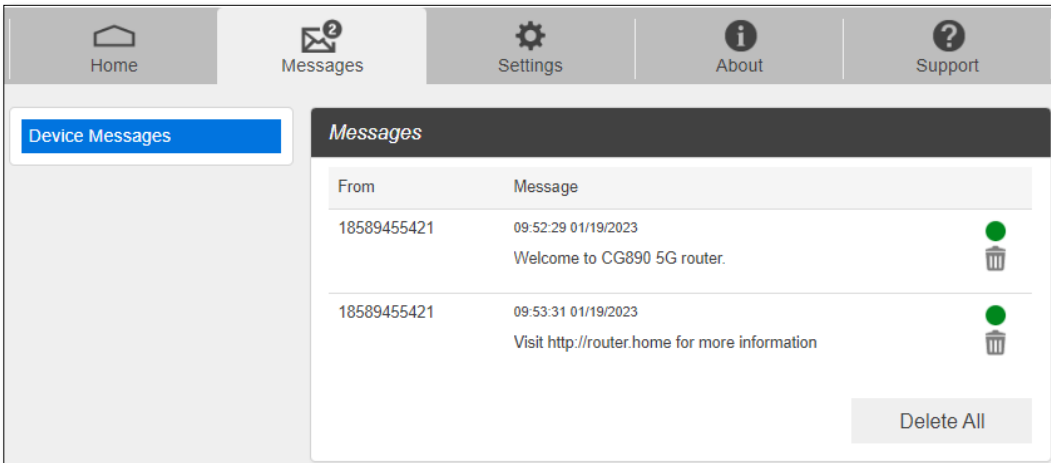 2
Home
Messages
Settings
About
Support
Device Messages
Messages
From Message
18589455421 09:52:29 01/19/2023
Welcome to CG890 5G router.
18589455421 09:53:31 01/19/2023
Visit http://router.home for more information
Delete All